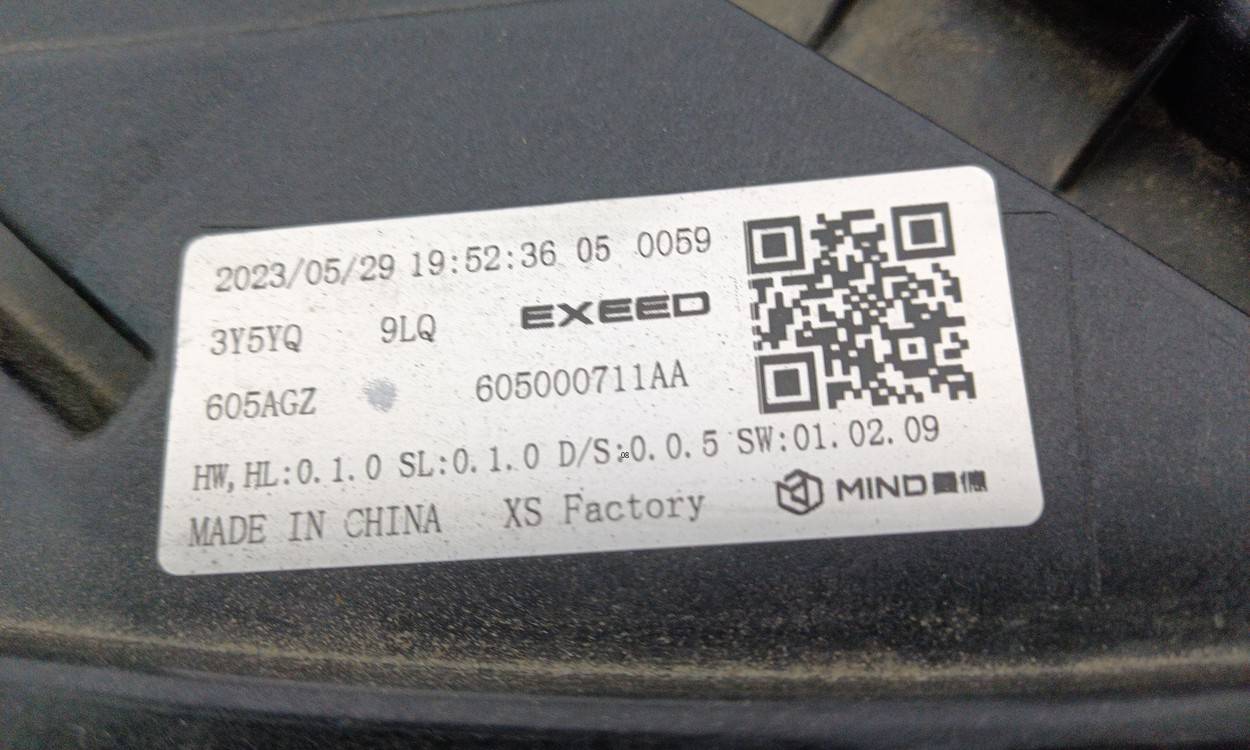 2023/05/29 19:52:36 05 0059
3Y5YQ 9LQ EXEED
605AGZ 605000711AA
HW,HL:0.1.0 SL:0.1.0 D/S:0.0.5 SW:01.02.09
08
MADE IN CHINA XS Factory MIND